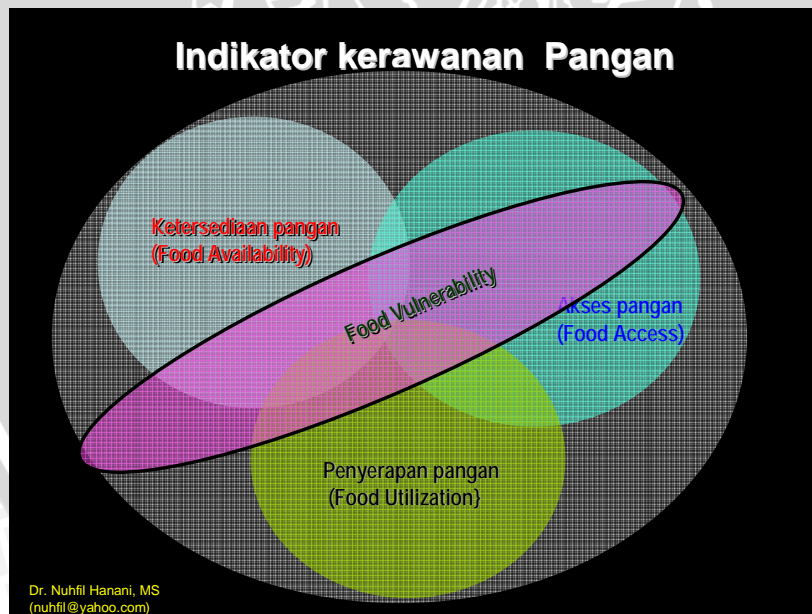 Indikator kerawanan Pangan
Ketersediaan pangan
(Food Availability)
Food Vulnerability
Akses pangan
(Food Access)
Penyerapan pangan
(Food Utilization}
Dr. Nuhfil Hanani, MS
(nuhfil@yahoo.com)